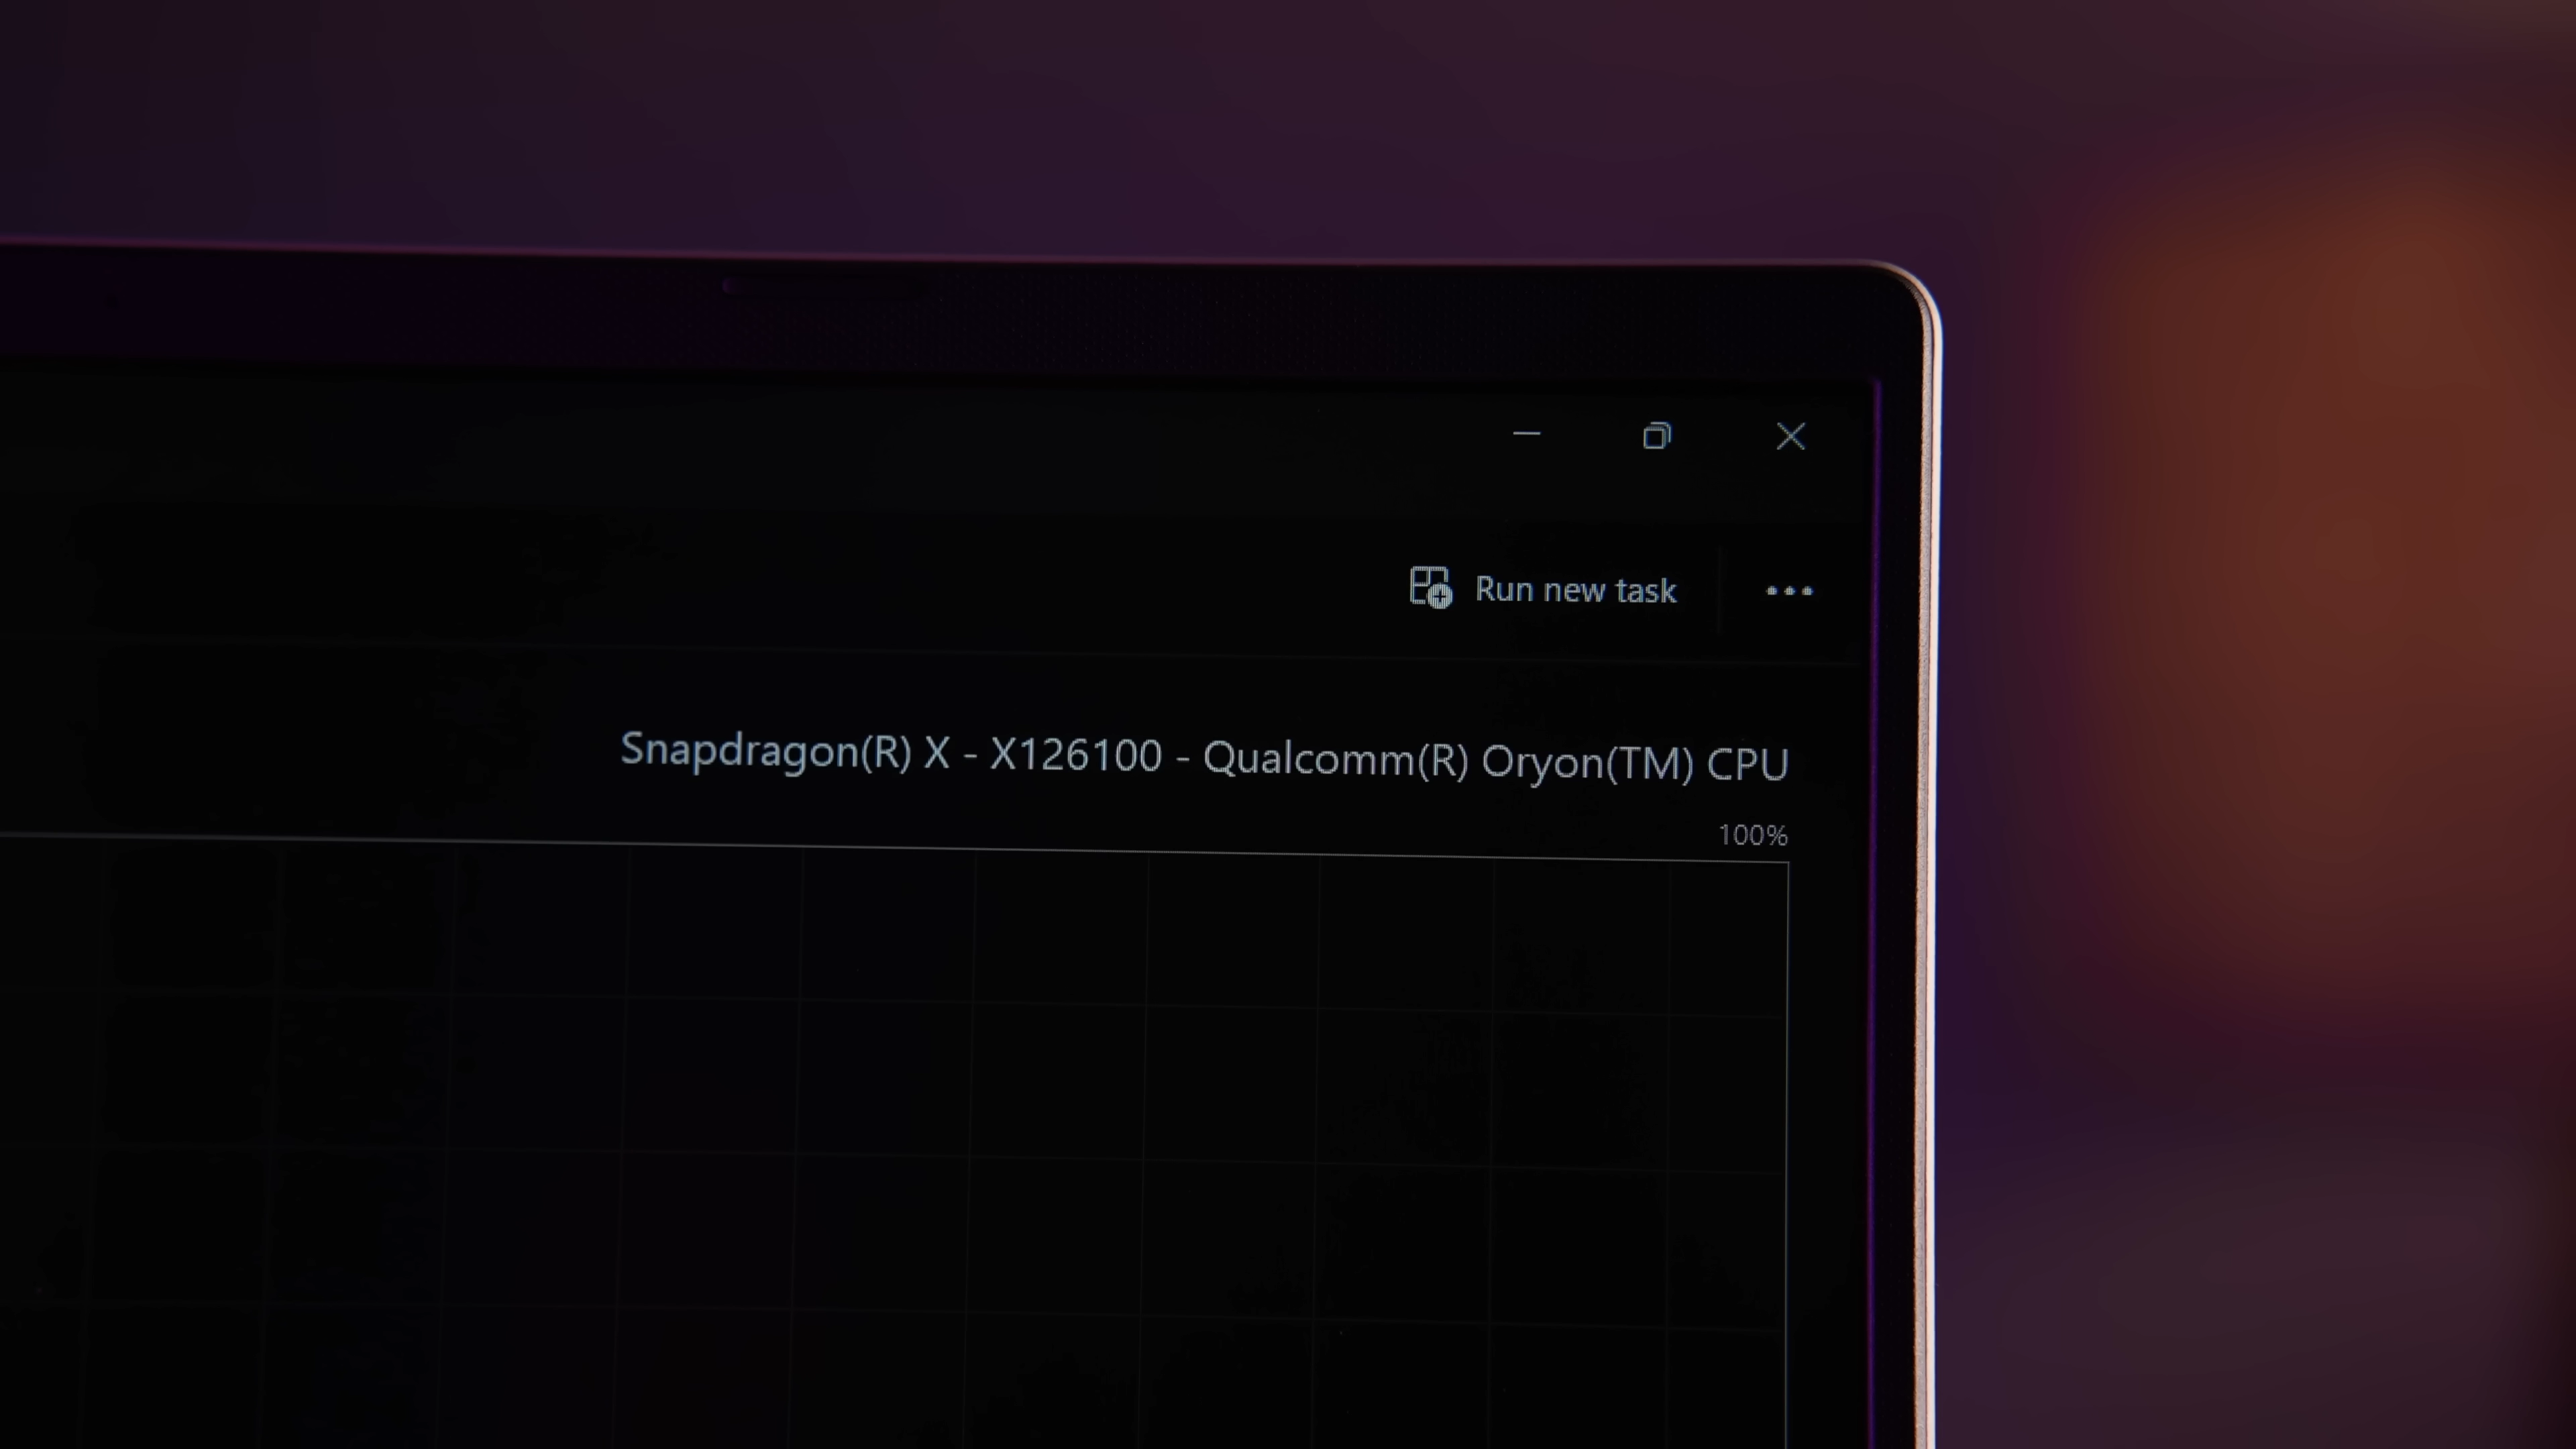 Run new task
Snapdragon(R) X - X126100 - Qualcomm(R) Oryon(TM) CPU
100%